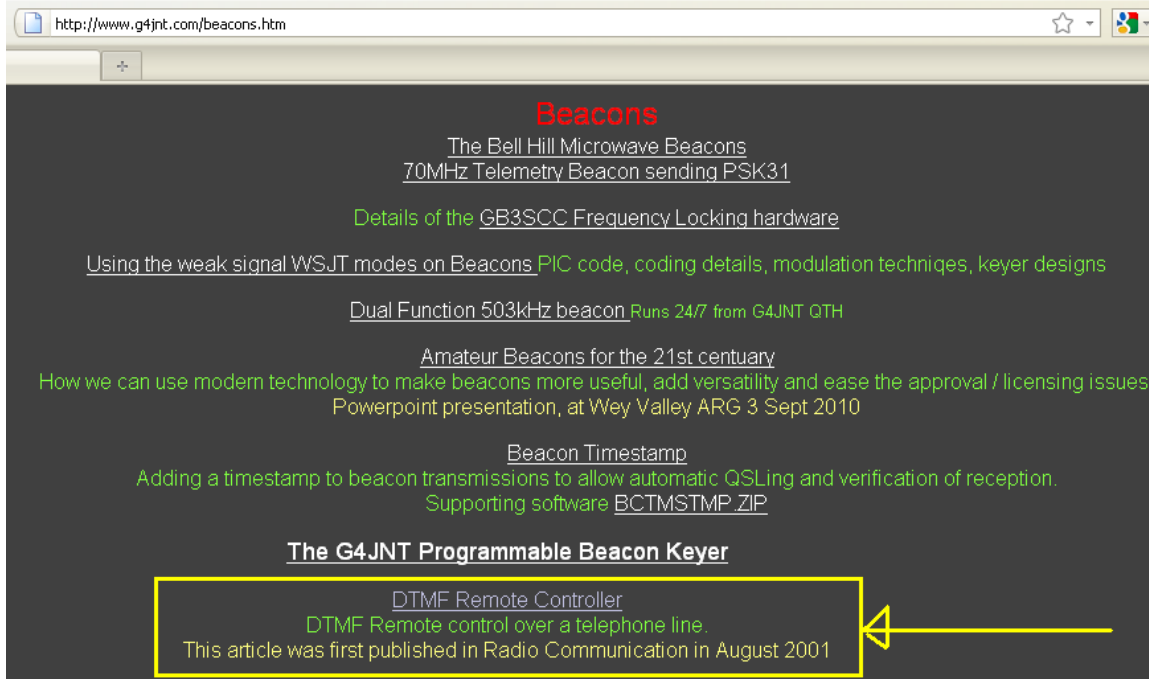 http://www.g4jnt.com/beacons.htm
Beacons
The Bell Hill Microwave Beacons
70MHz Telemetry Beacon sending PSK31
Details of the GB3SCC Frequency Locking hardware
Using the weak signal WSJT modes on Beacons PIC code, coding details, modulation techniqes, keyer designs
Dual Function 503kHz beacon Runs 24/7 from G4JNT QTH
Amateur Beacons for the 21st centuary
How we can use modern technology to make beacons more useful, add versatility and ease the approval / licensing issues
Powerpoint presentation, at Wey Valley ARG 3 Sept 2010
Beacon Timestamp
Adding a timestamp to beacon transmissions to allow automatic QSLing and verification of reception.
Supporting software BCTMSTMP.ZIP
The G4JNT Programmable Beacon Keyer
DTMF Remote Controller
DTMF Remote control over a telephone line.
This article was first published in Radio Communication in August 2001